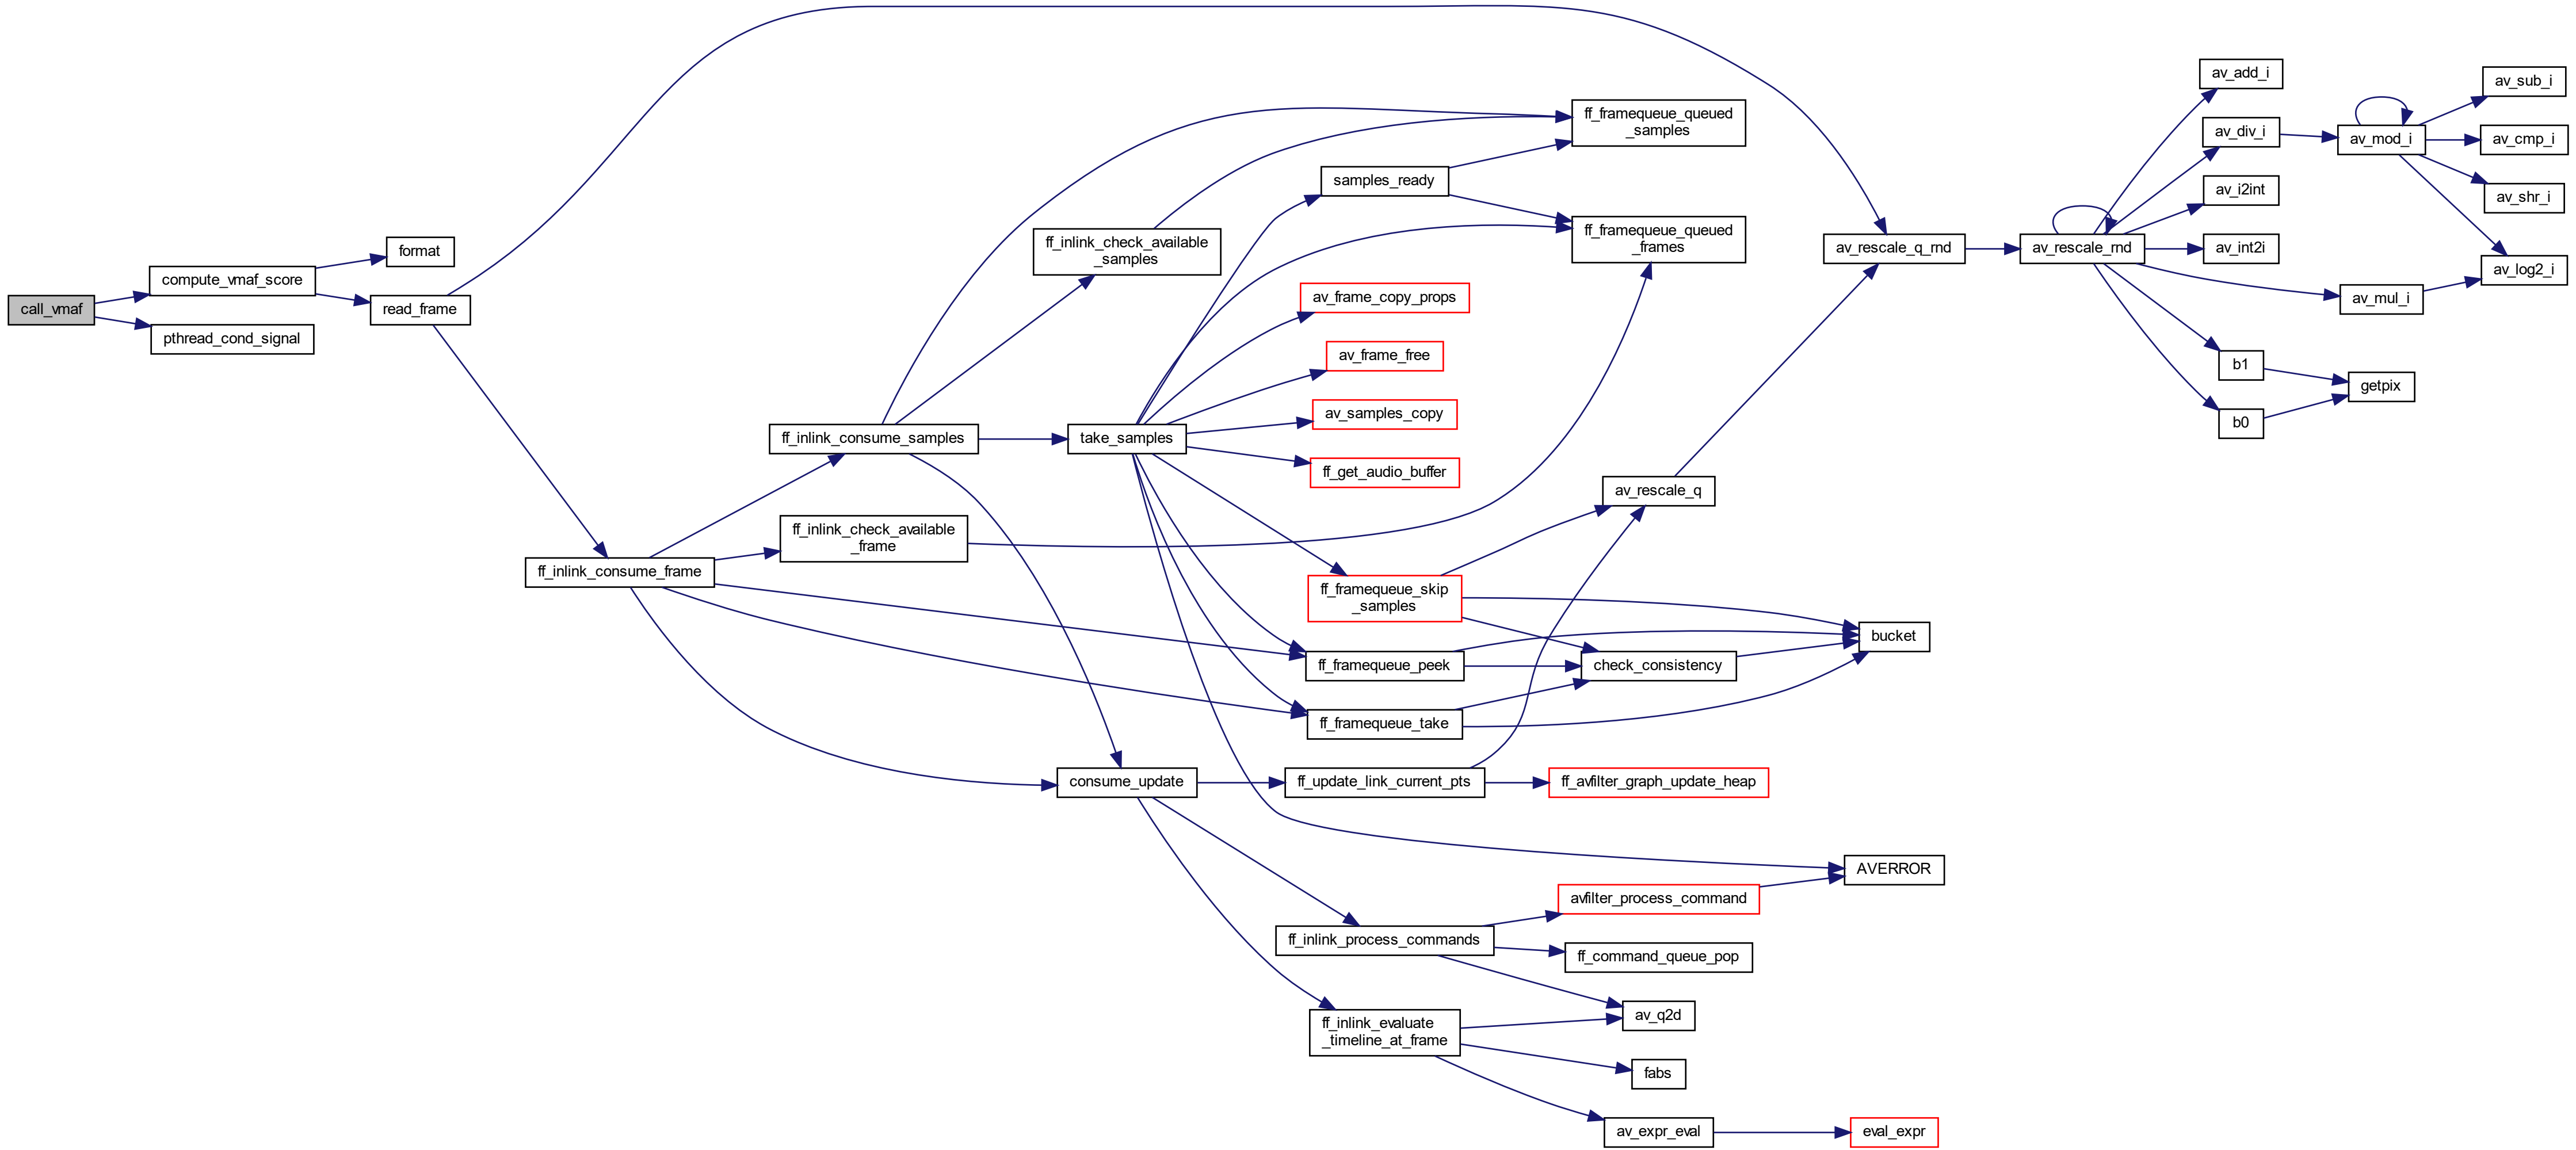 call_vmaf
compute_vmaf_score
pthread_cond_signal
format
read_frame
ff_inlink_consume_frame
ff_inlink_consume_samples
ff_inlink_check_available
_frame
ff_inlink_check_available
_samples
take_samples
consume_update
samples_ready
av_frame_copy_props
av_frame_free
av_samples_copy
ff_get_audio_buffer
ff_framequeue_skip
_samples
ff_framequeue_peek
ff_framequeue_take
ff_update_link_current_pts
ff_inlink_process_commands
ff_inlink_evaluate
_timeline_at_frame
ff_framequeue_queued
_samples
ff_framequeue_queued
_frames
av_rescale_q
check_consistency
ff_avfilter_graph_update_heap
avfilter_process_command
ff_command_queue_pop
av_q2d
fabs
av_expr_eval
av_rescale_q_rnd
bucket
AVERROR
eval_expr
av_rescale_rnd
av_add_i
av_div_i
av_i2int
av_int2i
av_mul_i
b1
b0
av_mod_i
getpix
av_sub_i
av_cmp_i
av_shr_i
av_log2_i